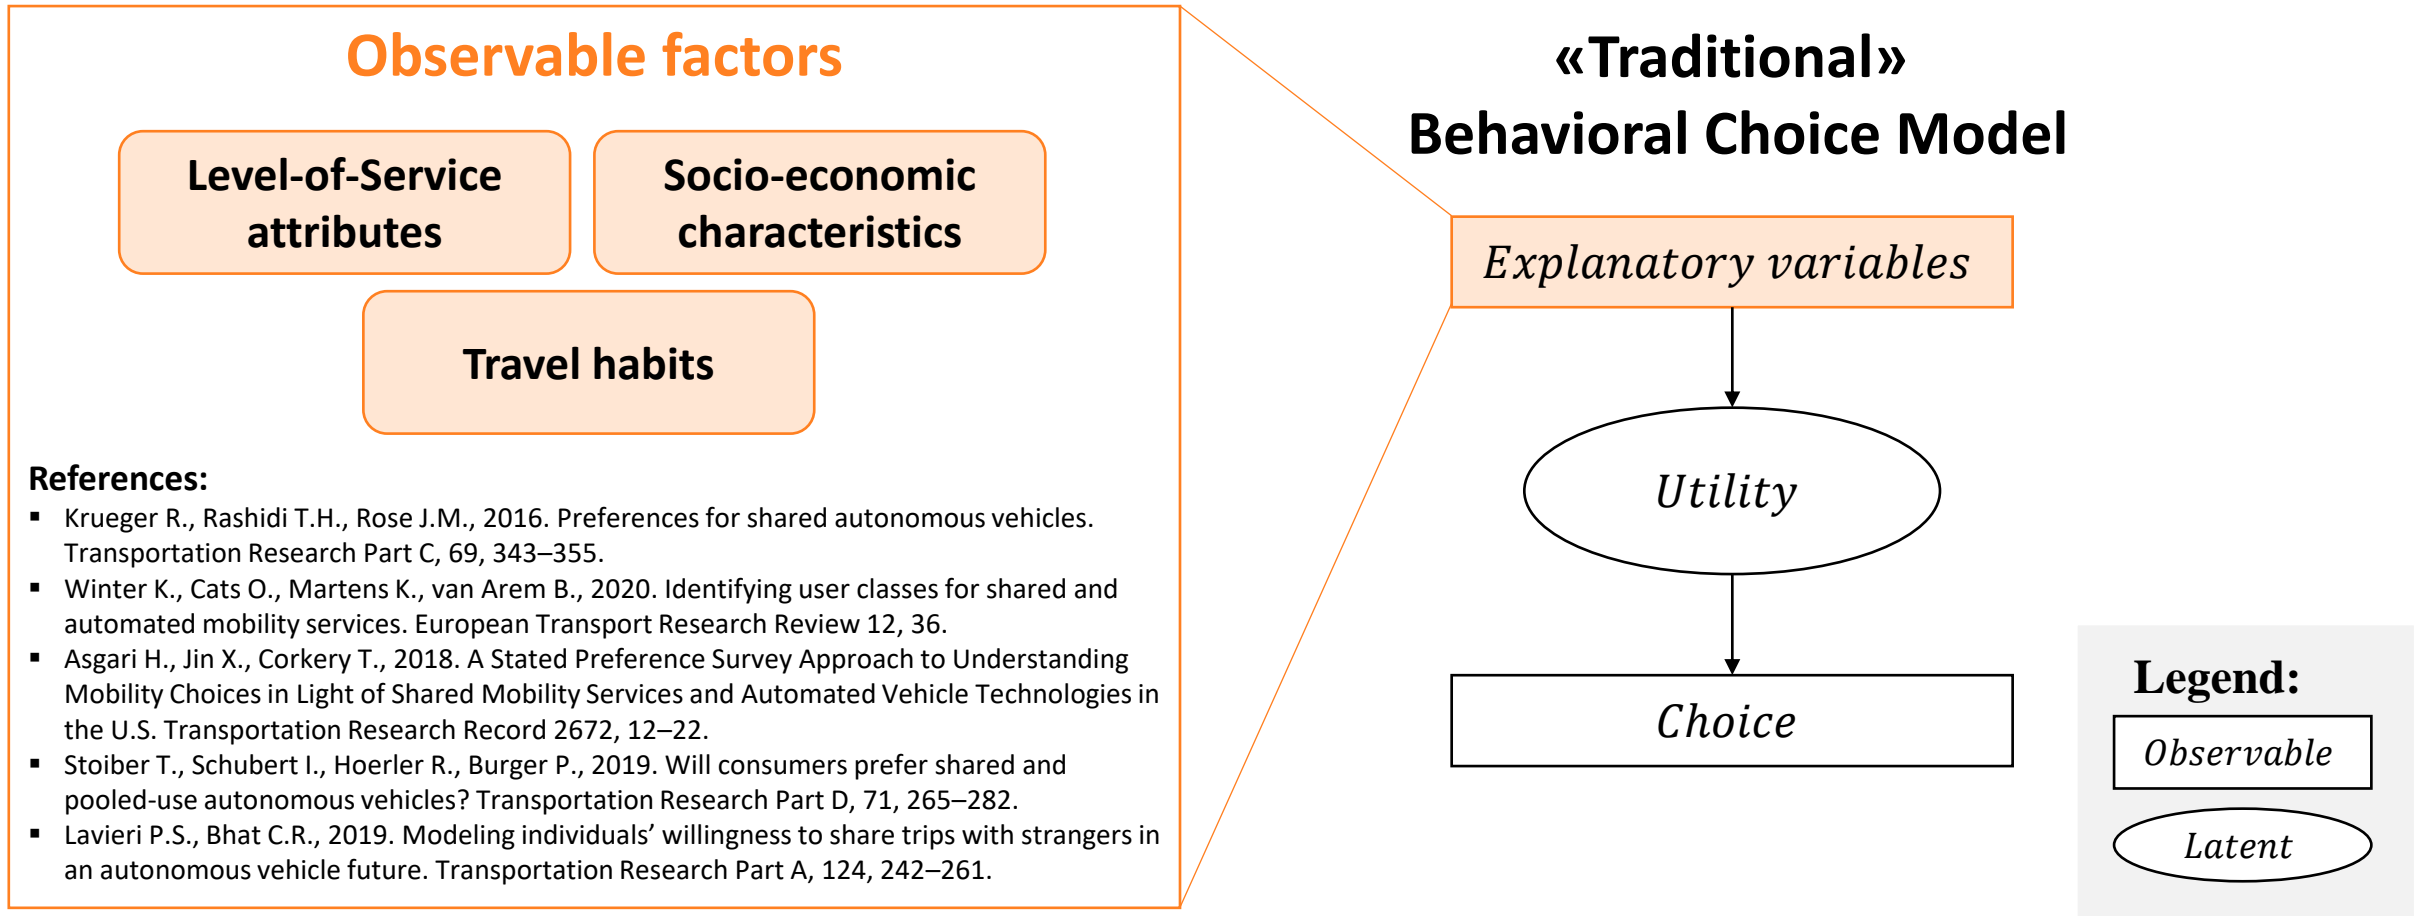 Observable factors
Level-of-Service
attributes
Socio-economic
characteristics
Travel habits
References:
▪ Krueger R., Rashidi T.H., Rose J.M., 2016. Preferences for shared autonomous vehicles.
Transportation Research Part C, 69, 343–355.
▪ Winter K., Cats O., Martens K., van Arem B., 2020. Identifying user classes for shared and
automated mobility services. European Transport Research Review 12, 36.
▪ Asgari H., Jin X., Corkery T., 2018. A Stated Preference Survey Approach to Understanding
Mobility Choices in Light of Shared Mobility Services and Automated Vehicle Technologies in
the U.S. Transportation Research Record 2672, 12–22.
▪ Stoiber T., Schubert I., Hoerler R., Burger P., 2019. Will consumers prefer shared and
pooled-use autonomous vehicles? Transportation Research Part D, 71, 265–282.
▪ Lavieri P.S., Bhat C.R., 2019. Modeling individuals’ willingness to share trips with strangers in
an autonomous vehicle future. Transportation Research Part A, 124, 242–261.
«Traditional»
Behavioral Choice Model
Explanatory variables
Utility
Choice
Legend:
Observable
Latent